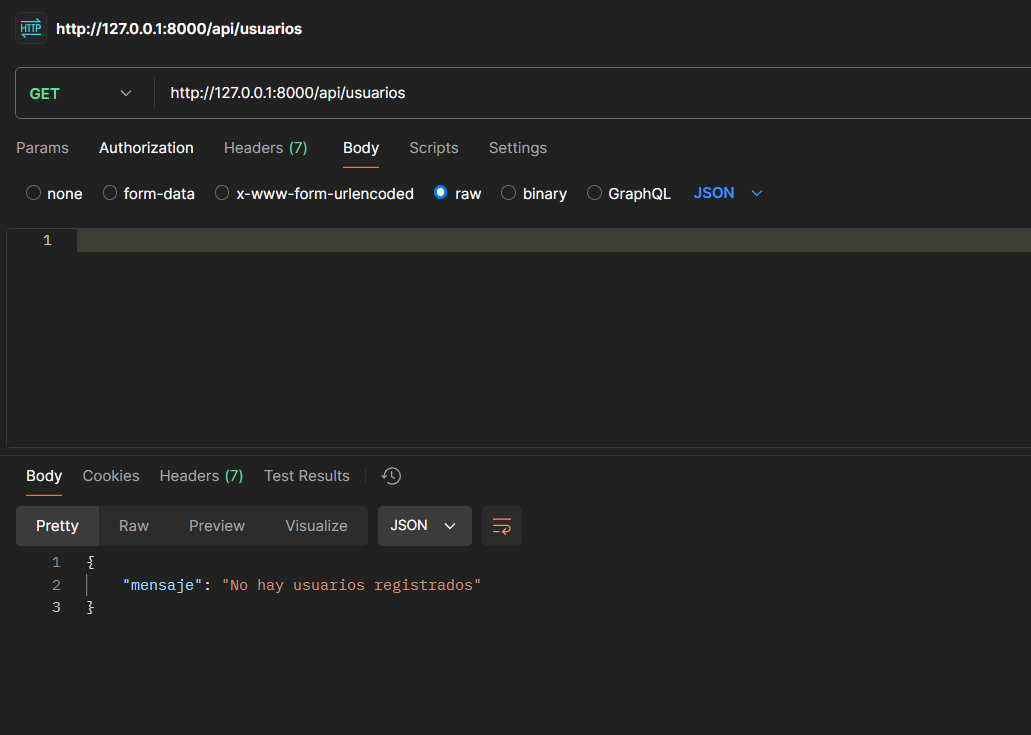 HTTP http://127.0.0.1:8000/api/usuarios
GET http://127.0.0.1:8000/api/usuarios
Params Authorization Headers (7) Body Scripts Settings
none form-data x-www-form-urlencoded raw binary GraphQL JSON
1
Body Cookies Headers (7) Test Results
Pretty Raw Preview Visualize JSON
1 {
2 "mensaje": "No hay usuarios registrados"
3 }